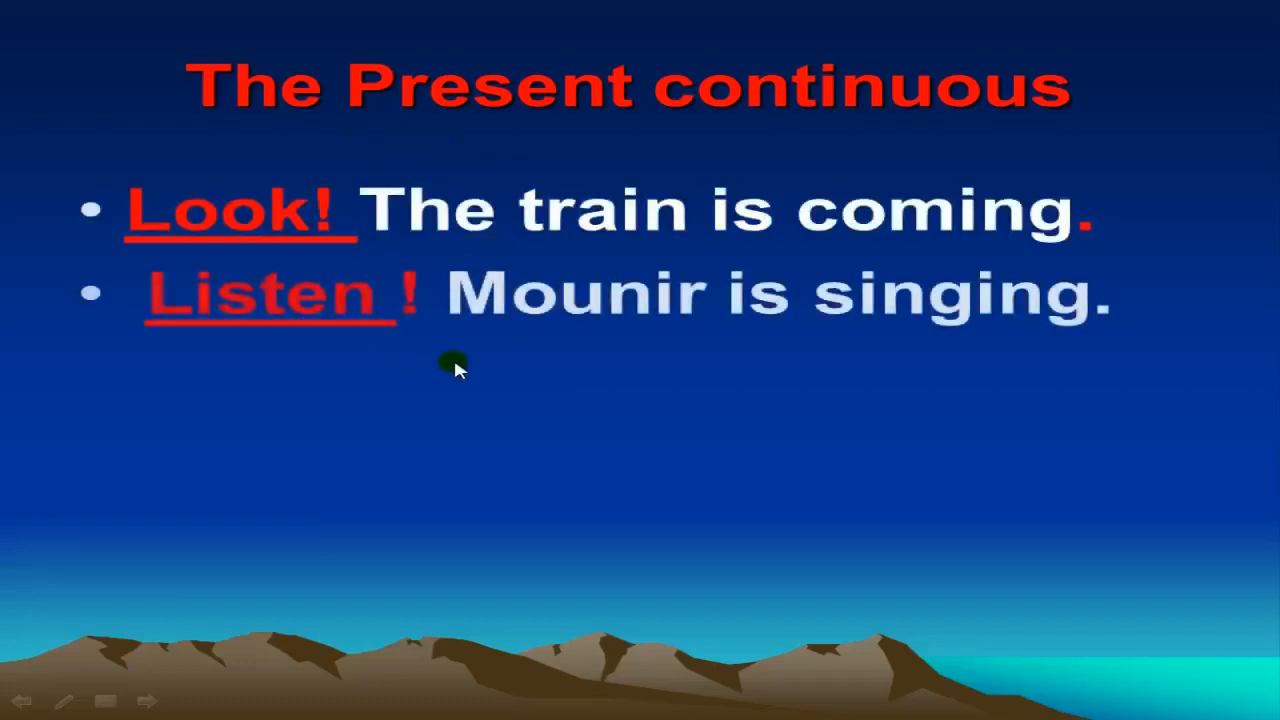 The Present continuous
• Look! The train is coming.
• Listen ! Mounir is singing.